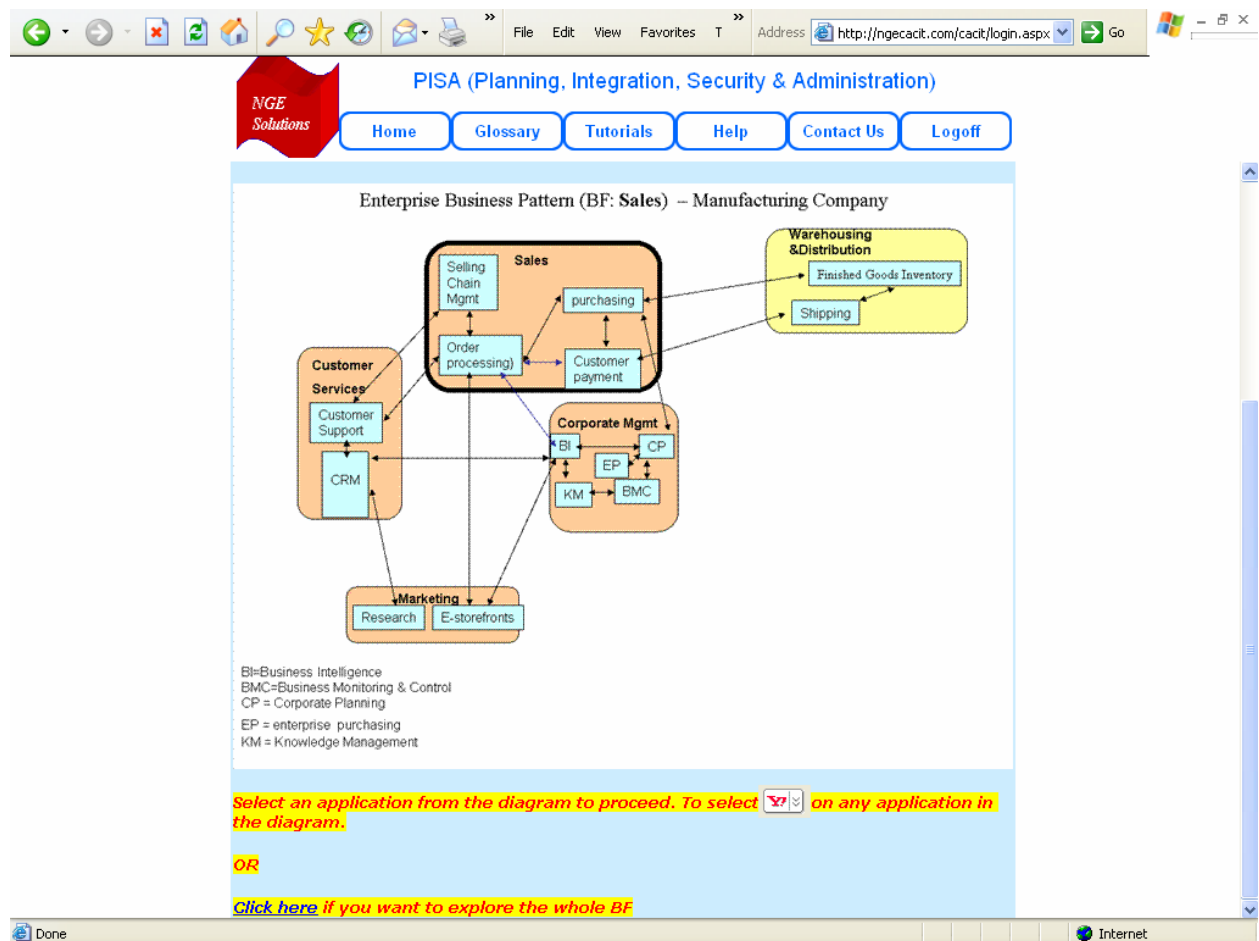 »
File Edit View Favorites T
»
Address http://ngecacit.com/cacit/login.aspx Go
PISA (Planning, Integration, Security & Administration)
NGE
Solutions
Home Glossary Tutorials Help Contact Us Logoff
Enterprise Business Pattern (BF: Sales) – Manufacturing Company
Warehousing
&Distribution
Finished Goods Inventory
Shipping
Sales
Selling
Chain
Mgmt
purchasing
Order
processing)
Customer
payment
Customer
Services
Customer
Support
CRM
Corporate Mgmt
BI
CP
EP
KM
BMC
Marketing
Research
E-storefronts
BI=Business Intelligence
BMC=Business Monitoring & Control
CP = Corporate Planning
EP = enterprise purchasing
KM = Knowledge Management
Select an application from the diagram to proceed. To select Y! on any application in
the diagram.
OR
Click here if you want to explore the whole BF
Done
Internet